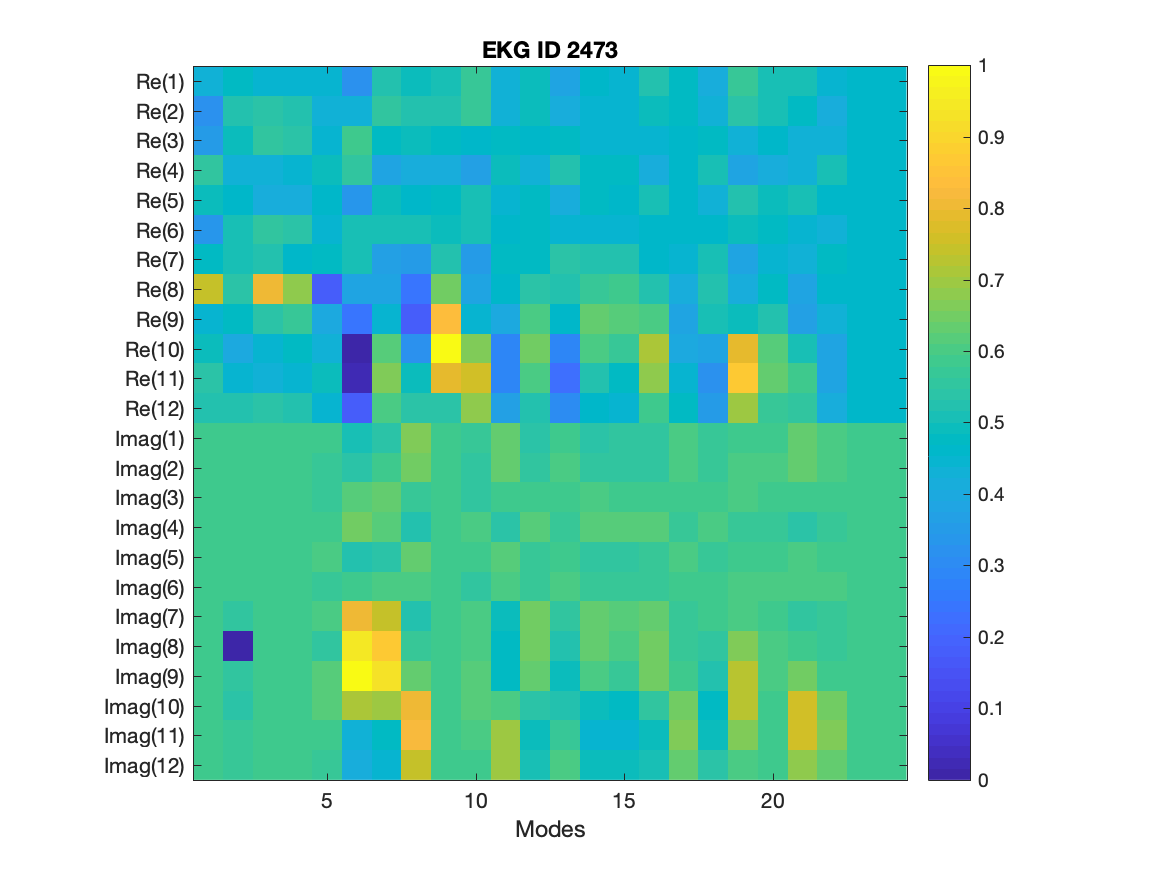 EKG ID 2473
Re(1)
Re(2)
Re(3)
Re(4)
Re(5)
Re(6)
Re(7)
Re(8)
Re(9)
Re(10)
Re(11)
Re(12)
Imag(1)
Imag(2)
Imag(3)
Imag(4)
Imag(5)
Imag(6)
Imag(7)
Imag(8)
Imag(9)
Imag(10)
Imag(11)
Imag(12)
5 10 15 20
Modes
1
0.9
0.8
0.7
0.6
0.5
0.4
0.3
0.2
0.1
0